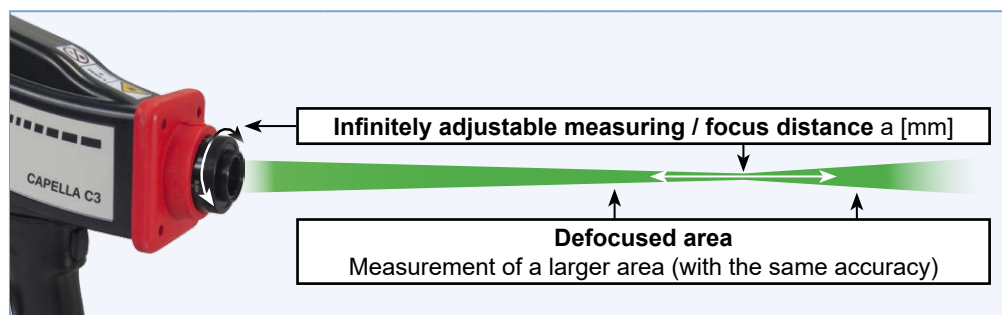 Infinitely adjustable measuring / focus distance a [mm]
CAPELLA C3
Defocused area
Measurement of a larger area (with the same accuracy)